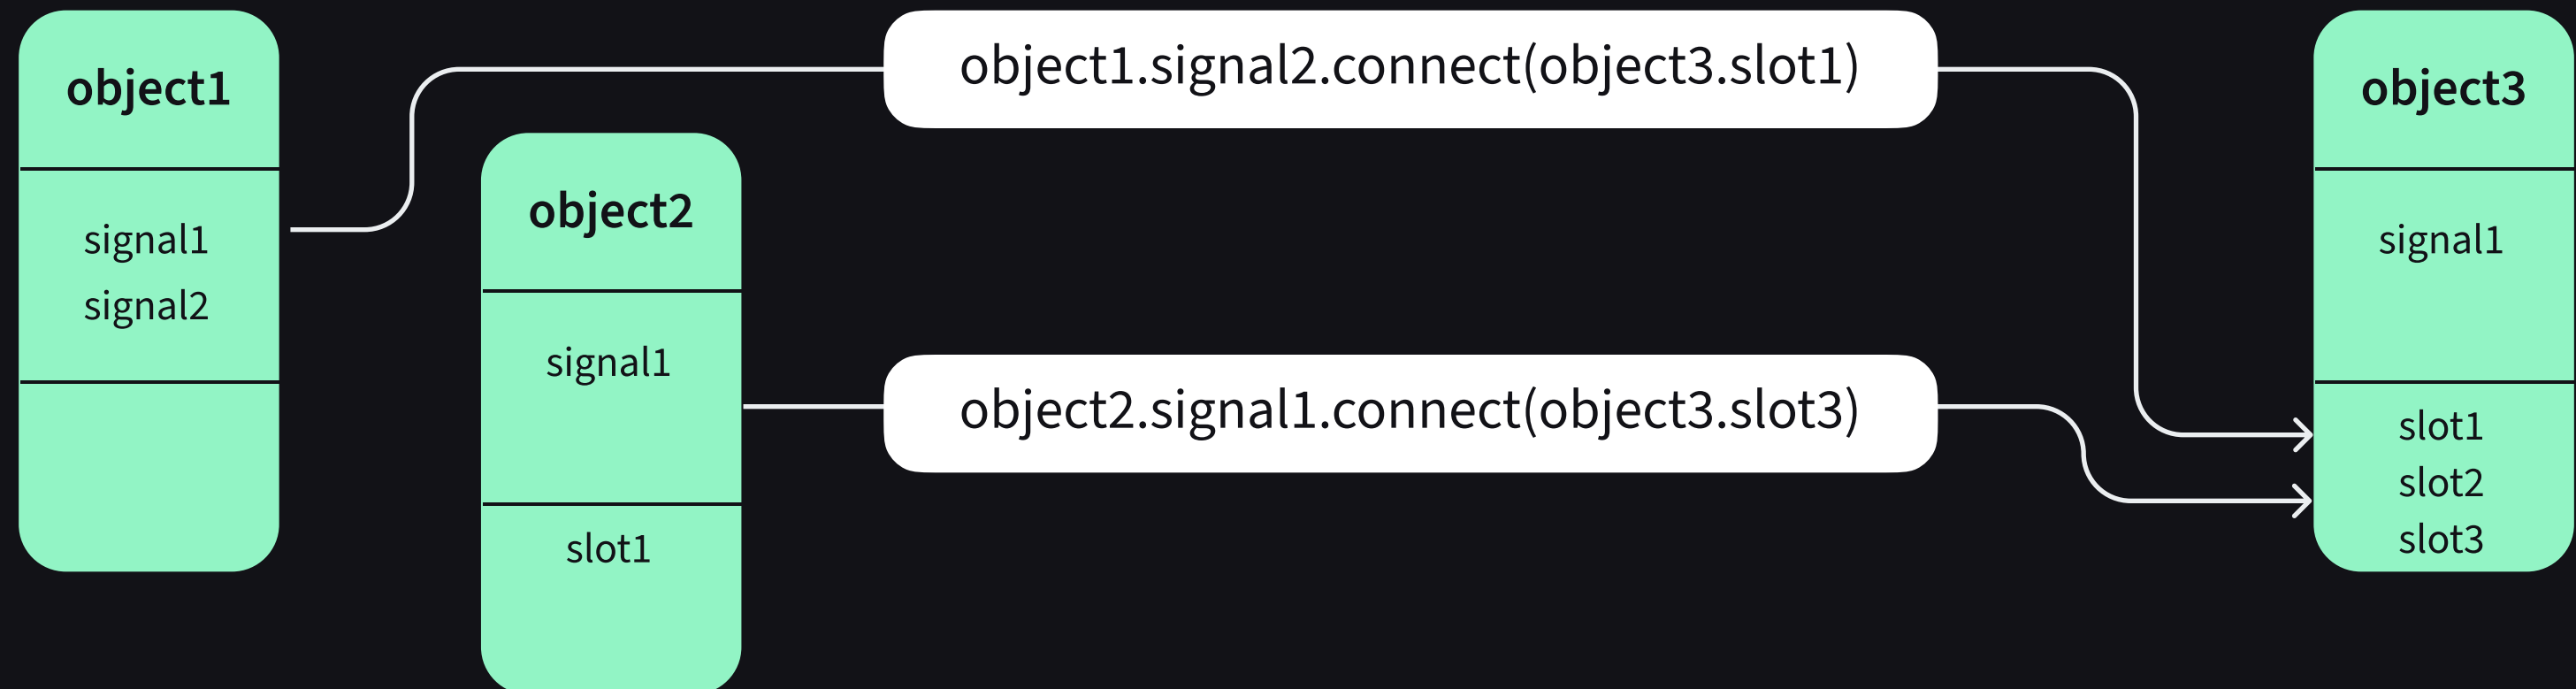 object1
signal1
signal2
object2
signal1
slot1
object1.signal2.connect(object3.slot1)
object2.signal1.connect(object3.slot3)
object3
signal1
slot1
slot2
slot3